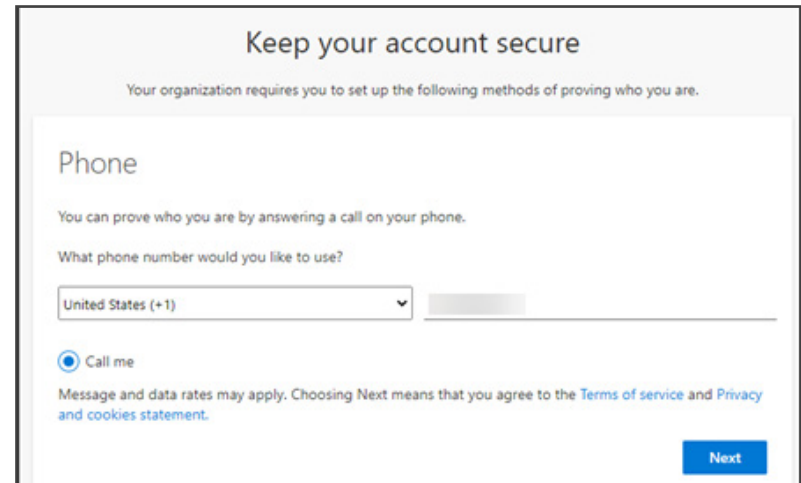 Keep your account secure
Your organization requires you to set up the following methods of proving who you are.
Phone
You can prove who you are by answering a call on your phone.
What phone number would you like to use?
United States (+1)
Call me
Message and data rates may apply. Choosing Next means that you agree to the Terms of service and Privacy
and cookies statement.
Next